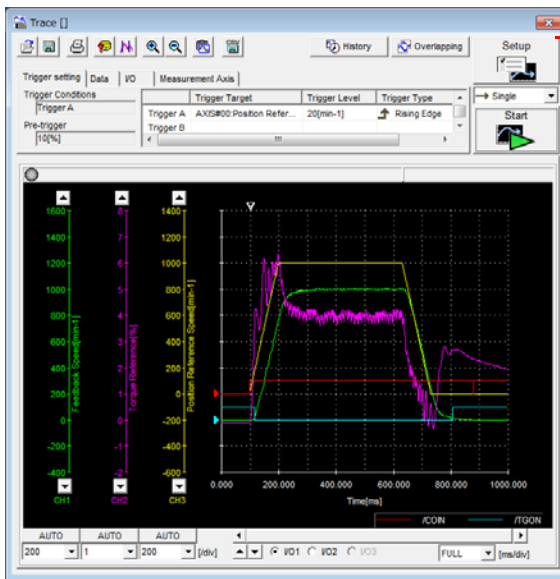 Trace []
History
Overlapping
Setup
Trigger setting
Data
I/O
Measurement Axis
Single
Trigger Conditions
Trigger A
Pre-trigger
10[%]
Trigger Target
Trigger Level
Trigger Type
Trigger A
AXIS#00:Position Refer...
20[min-1]
Rising Edge
Trigger B
Start
1600
1400
1200
1000
800
600
400
200
0
-200
-400
Feedback Speed[min-1]
CH1
8
7
6
5
4
3
2
1
0
-1
-2
Torque Reference[%]
CH2
1400
1200
1000
800
600
400
200
0
-200
-400
-600
Position Reference Speed[min-1]
CH3
0.000
200.000
400.000
600.000
800.000
1000.000
Time[ms]
/COIN
/TGON
AUTO
AUTO
AUTO
200
1
200
[/div]
I/O1
I/O2
I/O3
FULL
[ms/div]